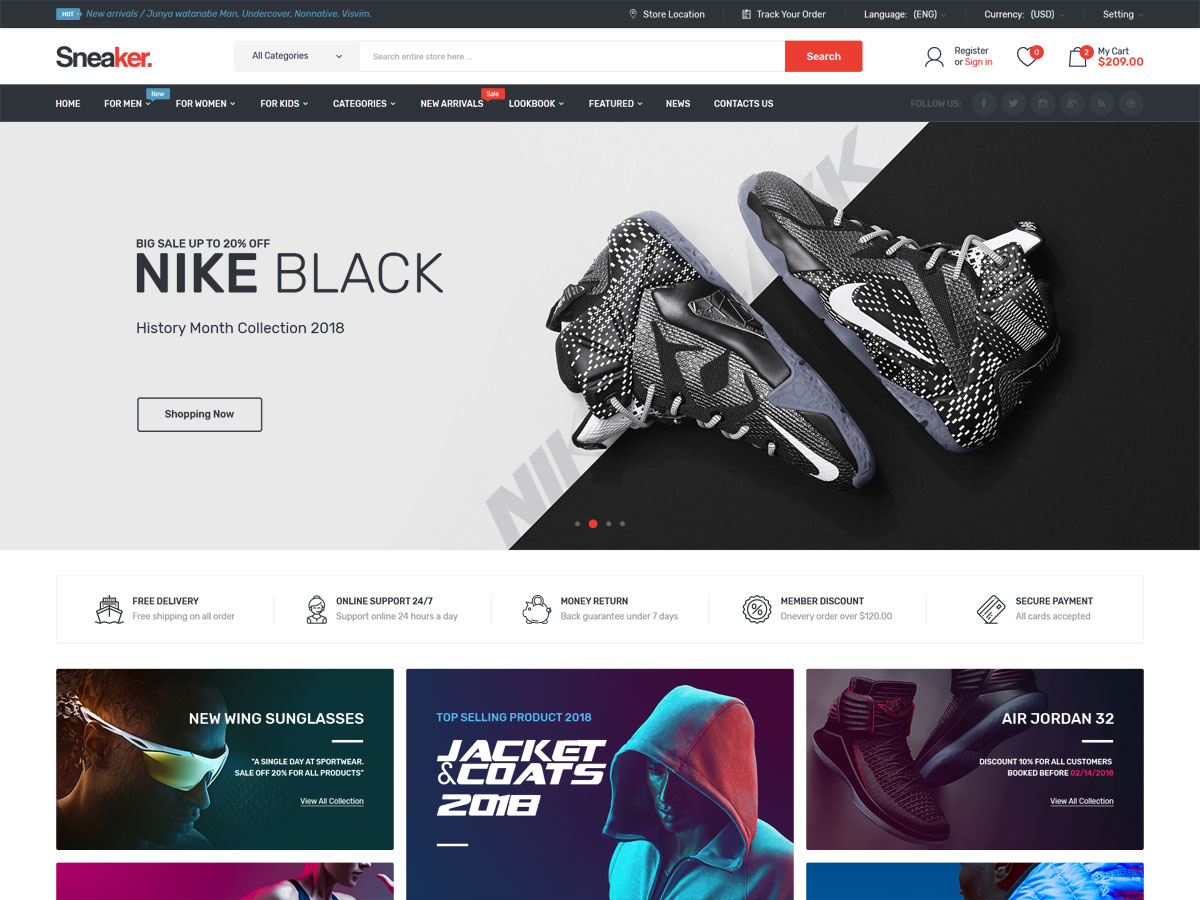 HOT
New arrivals / Junya watanabe Man, Undercover, Nonnative, Visvim.
Store Location
Track Your Order
Language: (ENG)
Currency: (USD)
Setting
Sneaker.
All Categories
Search entire store here ...
Search
Register
or Sign in
0
2
My Cart
$209.00
HOME
FOR MEN
New
FOR WOMEN
FOR KIDS
CATEGORIES
NEW ARRIVALS
Sale
LOOKBOOK
FEATURED
NEWS
CONTACTS US
FOLLOW US:
BIG SALE UP TO 20% OFF
NIKE BLACK
History Month Collection 2018
Shopping Now
FREE DELIVERY
Free shipping on all order
ONLINE SUPPORT 24/7
Support online 24 hours a day
MONEY RETURN
Back guarantee under 7 days
MEMBER DISCOUNT
Onevery order over $120.00
SECURE PAYMENT
All cards accepted
NEW WING SUNGLASSES
"A SINGLE DAY AT SPORTWEAR.
SALE OFF 20% FOR ALL PRODUCTS"
View All Collection
TOP SELLING PRODUCT 2018
JACKET
&COATS
2018
AIR JORDAN 32
DISCOUNT 10% FOR ALL CUSTOMERS
BOOKED BEFORE 02/14/2018
View All Collection